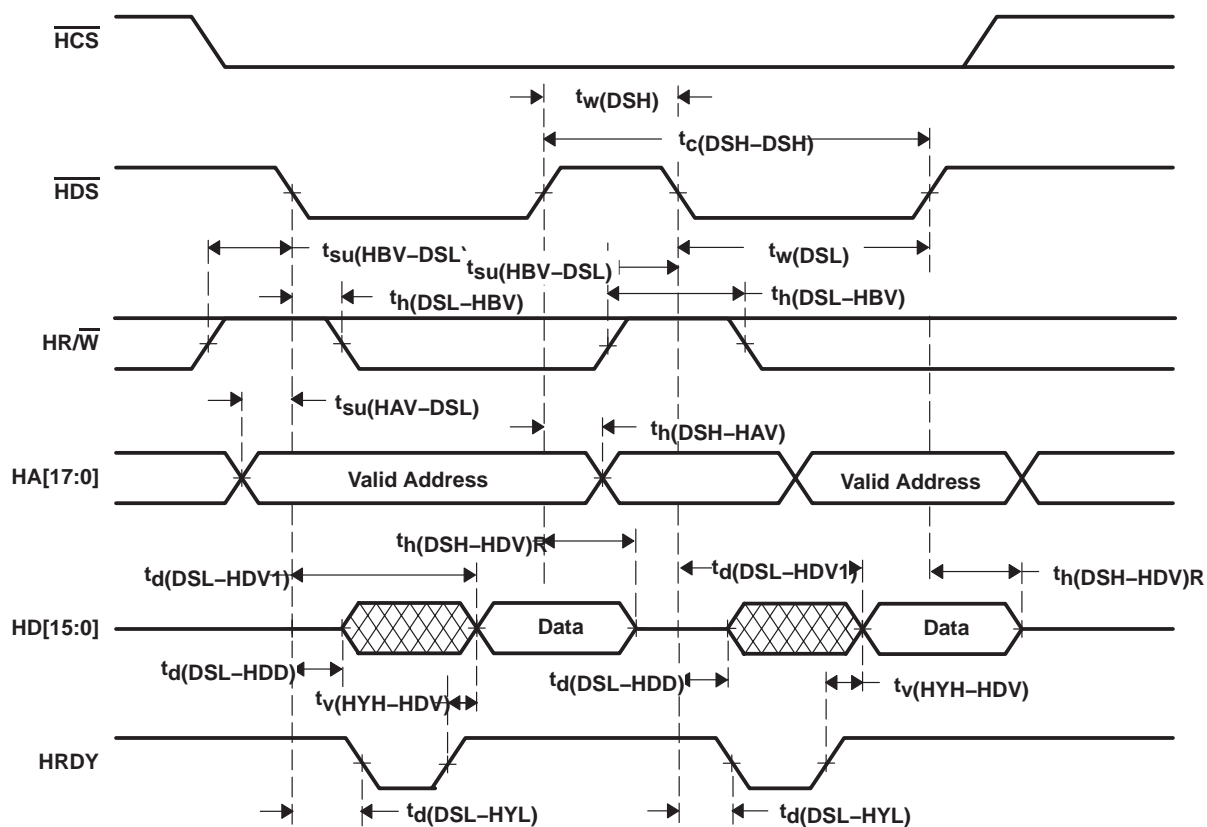 HCS
tw(DSH)
tc(DSH–DSH)
HDS
tsu(HBV–DSL)
tsu(HBV–DSL)
tw(DSL)
th(DSL–HBV)
th(DSL–HBV)
HR/W
tsu(HAV–DSL)
th(DSH–HAV)
HA[17:0]
Valid Address
Valid Address
th(DSH–HDV)R
td(DSL–HDV1)
td(DSL–HDV1)
th(DSH–HDV)R
HD[15:0]
Data
Data
td(DSL–HDD)
td(DSL–HDD)
tv(HYH–HDV)
tv(HYH–HDV)
HRDY
td(DSL–HYL)
td(DSL–HYL)